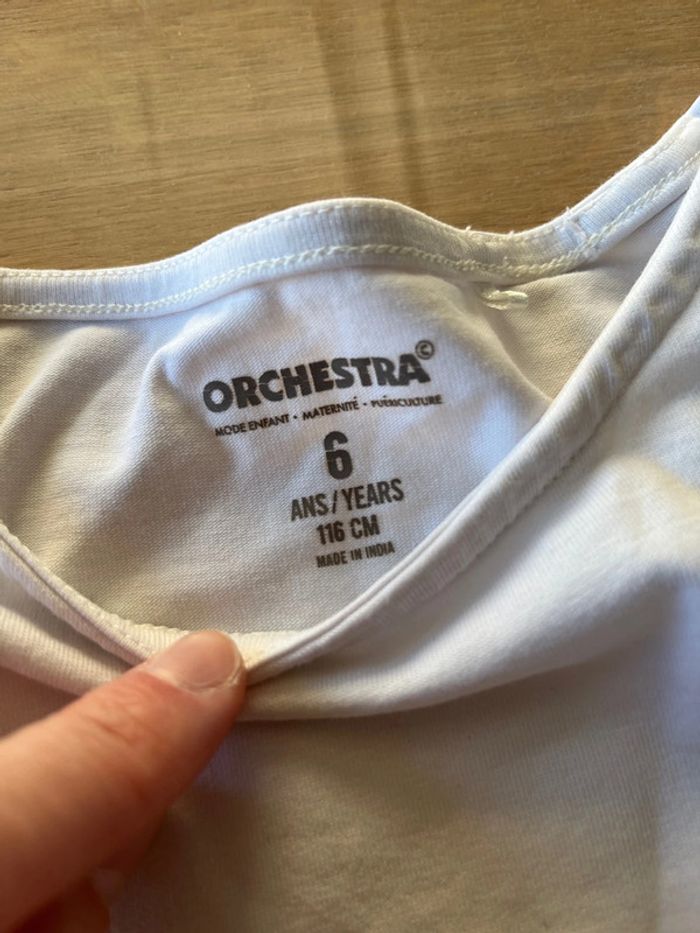 ORCHESTRA©
MODE ENFANT • MATERNITÉ • PUÉRICULTURE
6
ANS/YEARS
116 CM
MADE IN INDIA